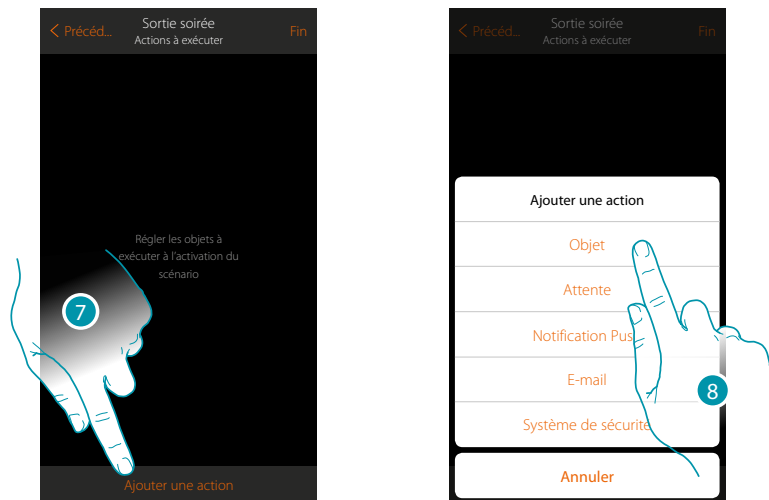 Précéd...
Sortie soirée
Actions à exécuter
Fin
Régler les objets à
exécuter à l'activation du
scénario
7
Ajouter une action
Précéd...
Sortie soirée
Actions à exécuter
Fin
Ajouter une action
Objet
Attente
Notification Pus
E-mail
8
Système de sécurité
Annuler